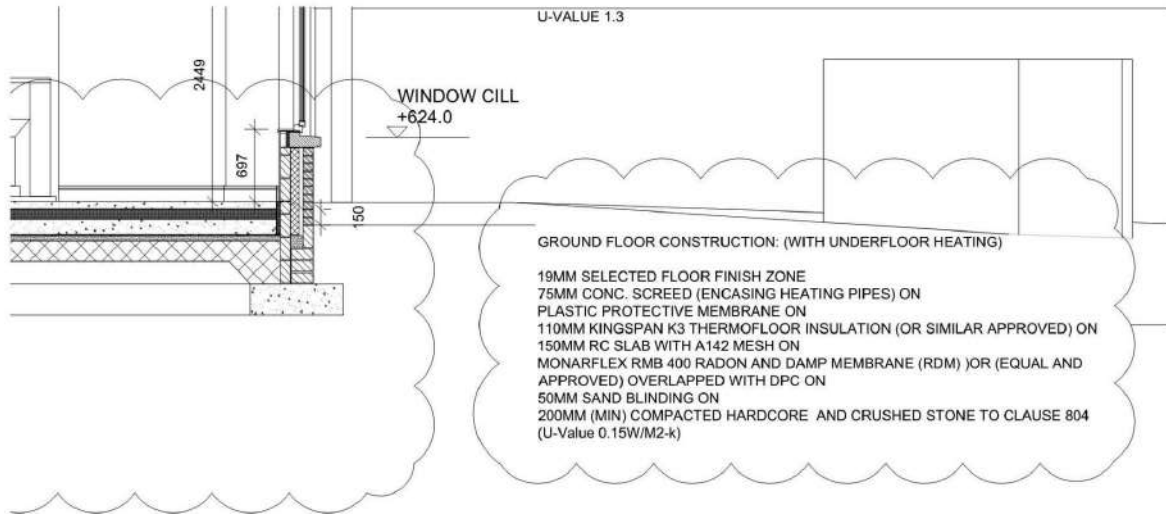 U-VALUE 1.3
2449
WINDOW CILL
+624.0
697
150
GROUND FLOOR CONSTRUCTION: (WITH UNDERFLOOR HEATING)
19MM SELECTED FLOOR FINISH ZONE
75MM CONC. SCREED (ENCASING HEATING PIPES) ON
PLASTIC PROTECTIVE MEMBRANE ON
110MM KINGSPAN K3 THERMOFLOOR INSULATION (OR SIMILAR APPROVED) ON
150MM RC SLAB WITH A142 MESH ON
MONARFLEX RMB 400 RADON AND DAMP MEMBRANE (RDM) )OR (EQUAL AND
APPROVED) OVERLAPPED WITH DPC ON
50MM SAND BLINDING ON
200MM (MIN) COMPACTED HARDCORE  AND CRUSHED STONE TO CLAUSE 804
(U-Value 0.15W/M2-k)